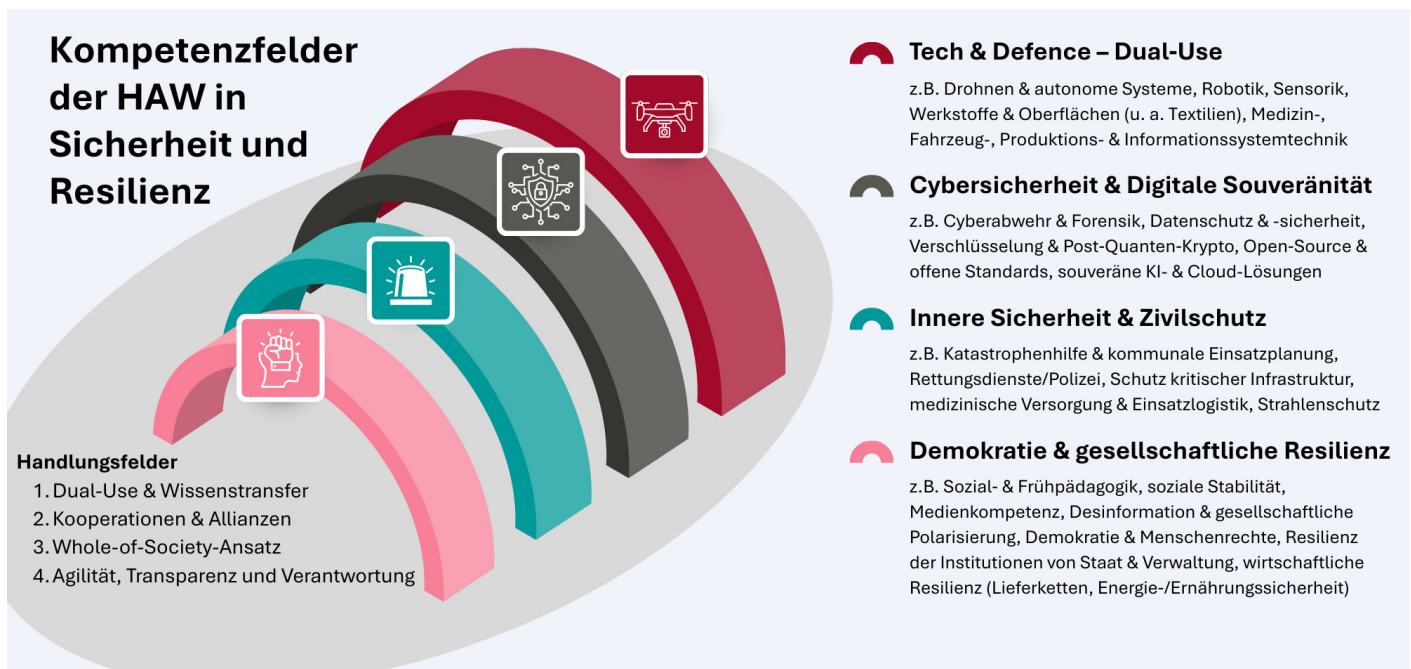 Kompetenzfelder
der HAW in
Sicherheit und
Resilienz
Handlungsfelder
1. Dual-Use & Wissenstransfer
2. Kooperationen & Allianzen
3. Whole-of-Society-Ansatz
4. Agilität, Transparenz und Verantwortung
Tech & Defence – Dual-Use
z.B. Drohnen & autonome Systeme, Robotik, Sensorik,
Werkstoffe & Oberflächen (u. a. Textilien), Medizin-,
Fahrzeug-, Produktions- & Informationssystemtechnik
Cybersicherheit & Digitale Souveränität
z.B. Cyberabwehr & Forensik, Datenschutz & -sicherheit,
Verschlüsselung & Post-Quanten-Krypto, Open-Source &
offene Standards, souveräne KI- & Cloud-Lösungen
Innere Sicherheit & Zivilschutz
z.B. Katastrophenhilfe & kommunale Einsatzplanung,
Rettungsdienste/Polizei, Schutz kritischer Infrastruktur,
medizinische Versorgung & Einsatzlogistik, Strahlenschutz
Demokratie & gesellschaftliche Resilienz
z.B. Sozial- & Frühpädagogik, soziale Stabilität,
Medienkompetenz, Desinformation & gesellschaftliche
Polarisierung, Demokratie & Menschenrechte, Resilienz
der Institutionen von Staat & Verwaltung, wirtschaftliche
Resilienz (Lieferketten, Energie-/Ernährungssicherheit)